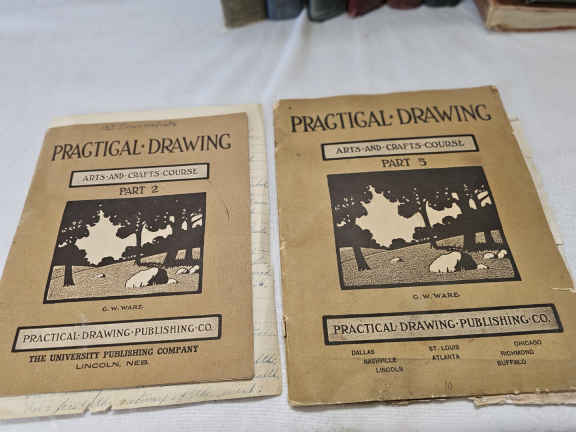 PRACTICAL·DRAWING
ARTS·AND·CRAFTS·COURSE
PART 2
G.W.WARE
PRACTICAL·DRAWING·PUBLISHING·CO.
THE UNIVERSITY PUBLISHING COMPANY
LINCOLN, NEB.
PRACTICAL·DRAWING
ARTS·AND·CRAFTS·COURSE
PART 5
G.W.WARE
PRACTICAL·DRAWING·PUBLISHING·CO.
DALLAS ST. LOUIS CHICAGO
NASHVILLE ATLANTA RICHMOND
LINCOLN BUFFALO
10